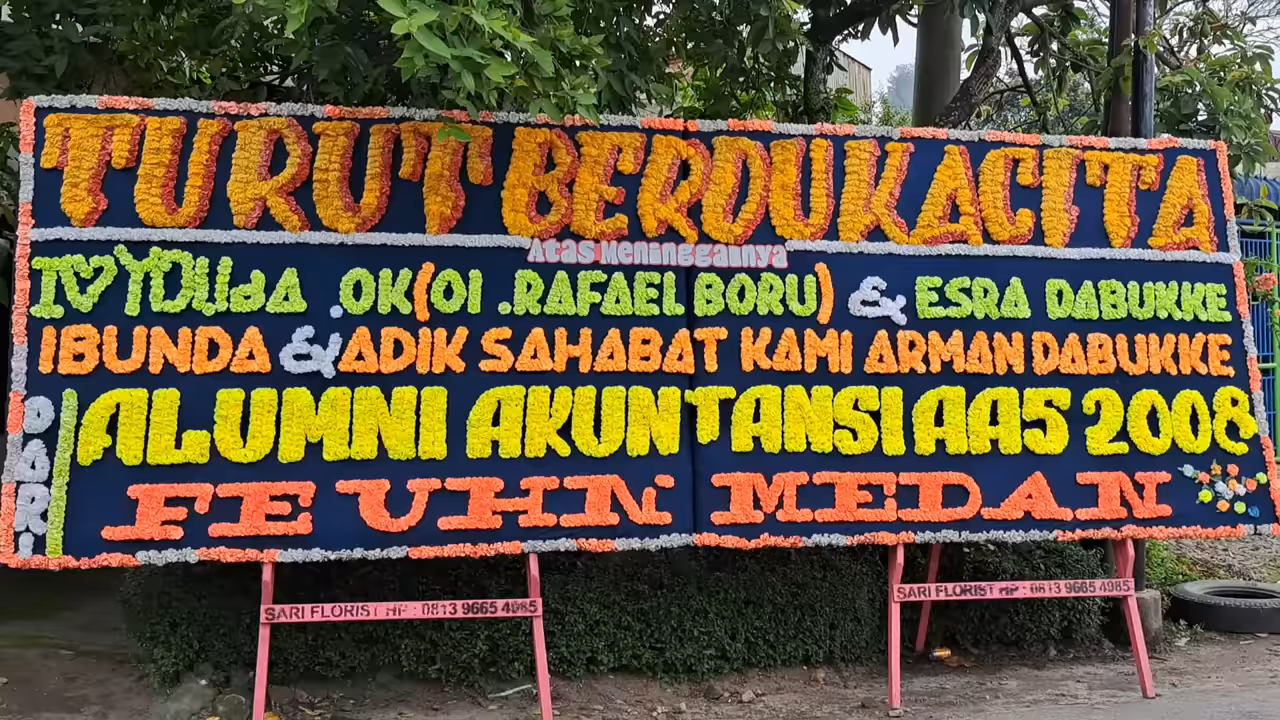 TURUT BERDUKACITA
Atas Meninggalnya
I♥YOUdA .OK(OI .RAFAEL BORU) & ESRA DABUKKE
IBUNDA & ADIK SAHABAT KAMI ARMAN DABUKKE
DARI
ALUMNI AKUNTANSI AA5 2008
FE UHN MEDAN
SARI FLORIST HP : 0813 9665 4985
SARI FLORIST HP : 0813 9665 4985